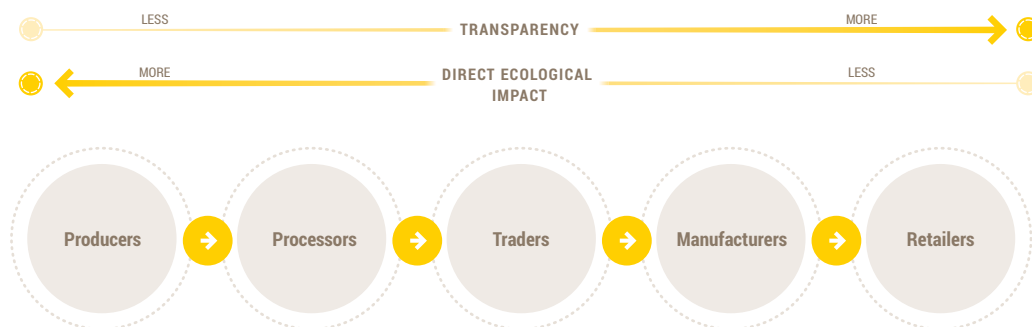 LESS
TRANSPARENCY
MORE
MORE
DIRECT ECOLOGICAL
IMPACT
LESS
Producers
Processors
Traders
Manufacturers
Retailers